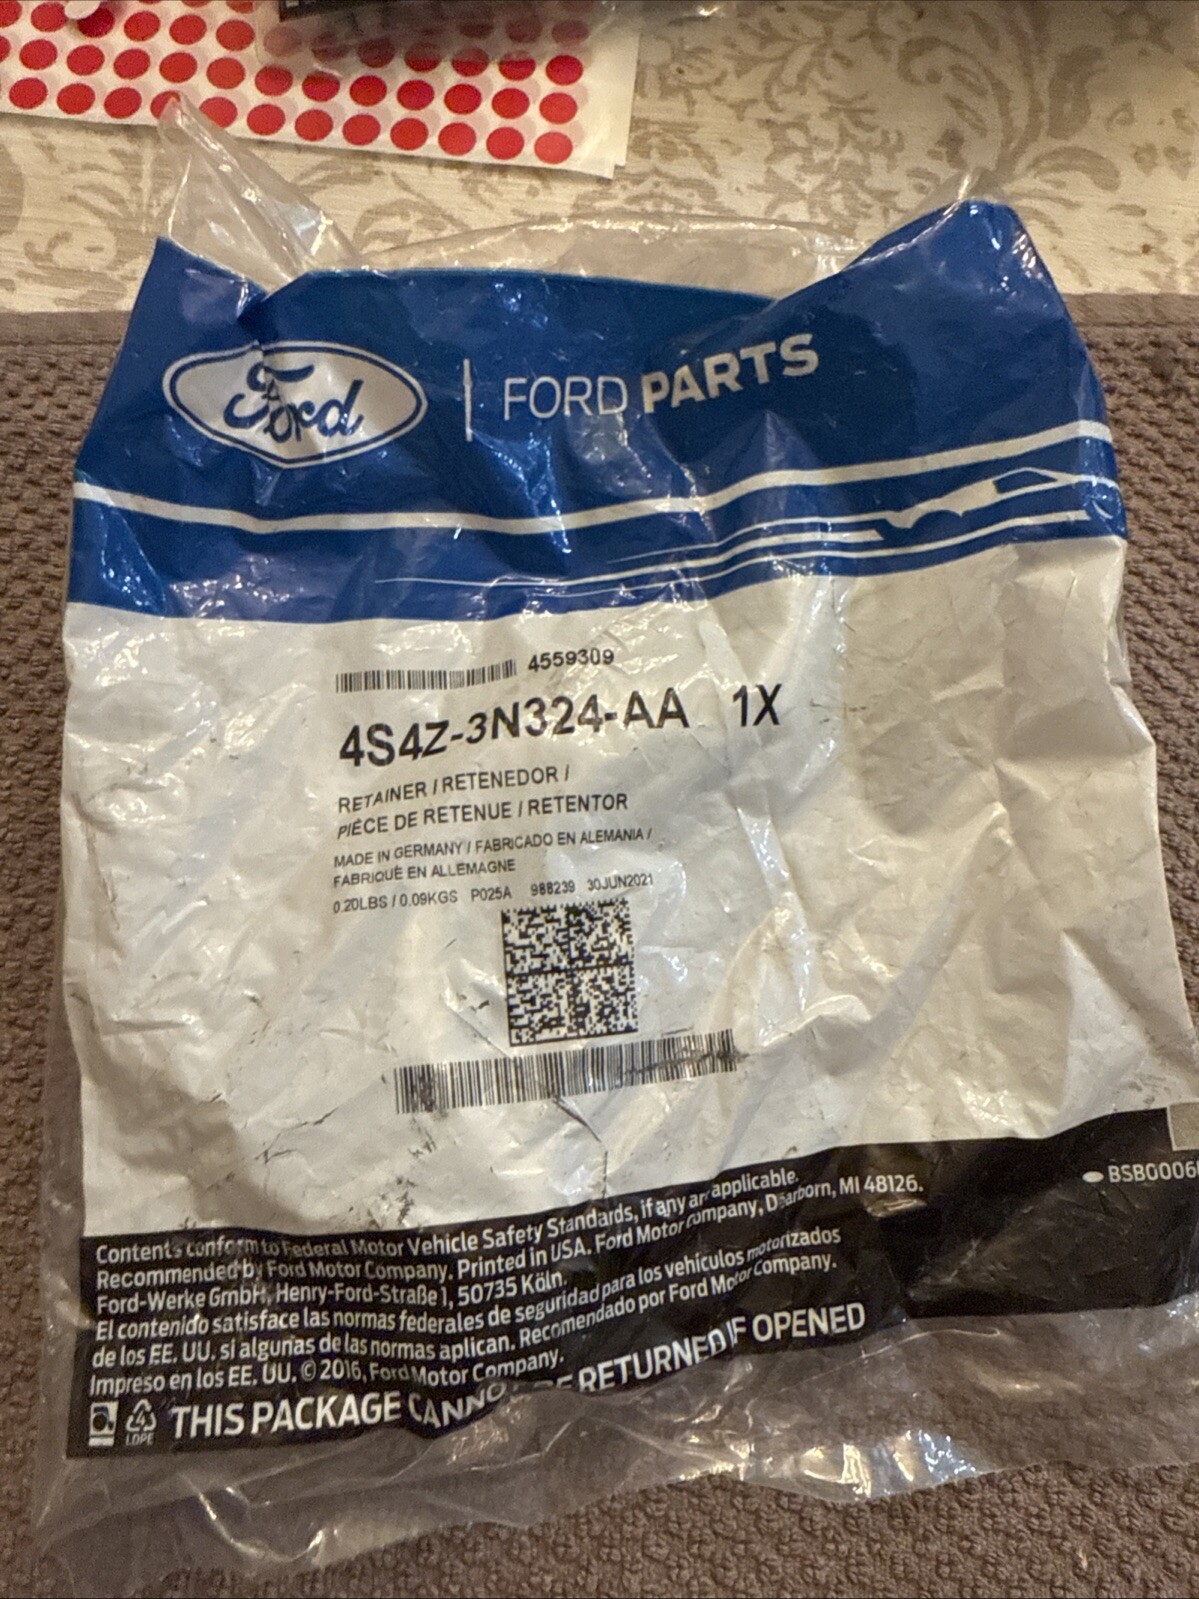 Ford
FORD PARTS
4559309
4S4Z-3N324-AA 1X
RETAINER / RETENEDOR /
PIÈCE DE RETENUE / RETENTOR
MADE IN GERMANY / FABRICADO EN ALEMANIA /
FABRIQUÉ EN ALLEMAGNE
0.20LBS / 0.09KGS P025A 988239 30JUN2021
BSB0006
Contents conform to Federal Motor Vehicle Safety Standards, if any are applicable.
Recommended by Ford Motor Company. Printed in USA. Ford Motor Company, Dearborn, MI 48126.
Ford-Werke GmbH, Henry-Ford-Straße 1, 50735 Köln.
El contenido satisface las normas federales de seguridad para los vehículos motorizados
de los EE. UU. si algunas de las normas aplican. Recomendado por Ford Motor Company.
Impreso en los EE. UU. © 2016, Ford Motor Company.
THIS PACKAGE CANNOT BE RETURNED IF OPENED
LDPE